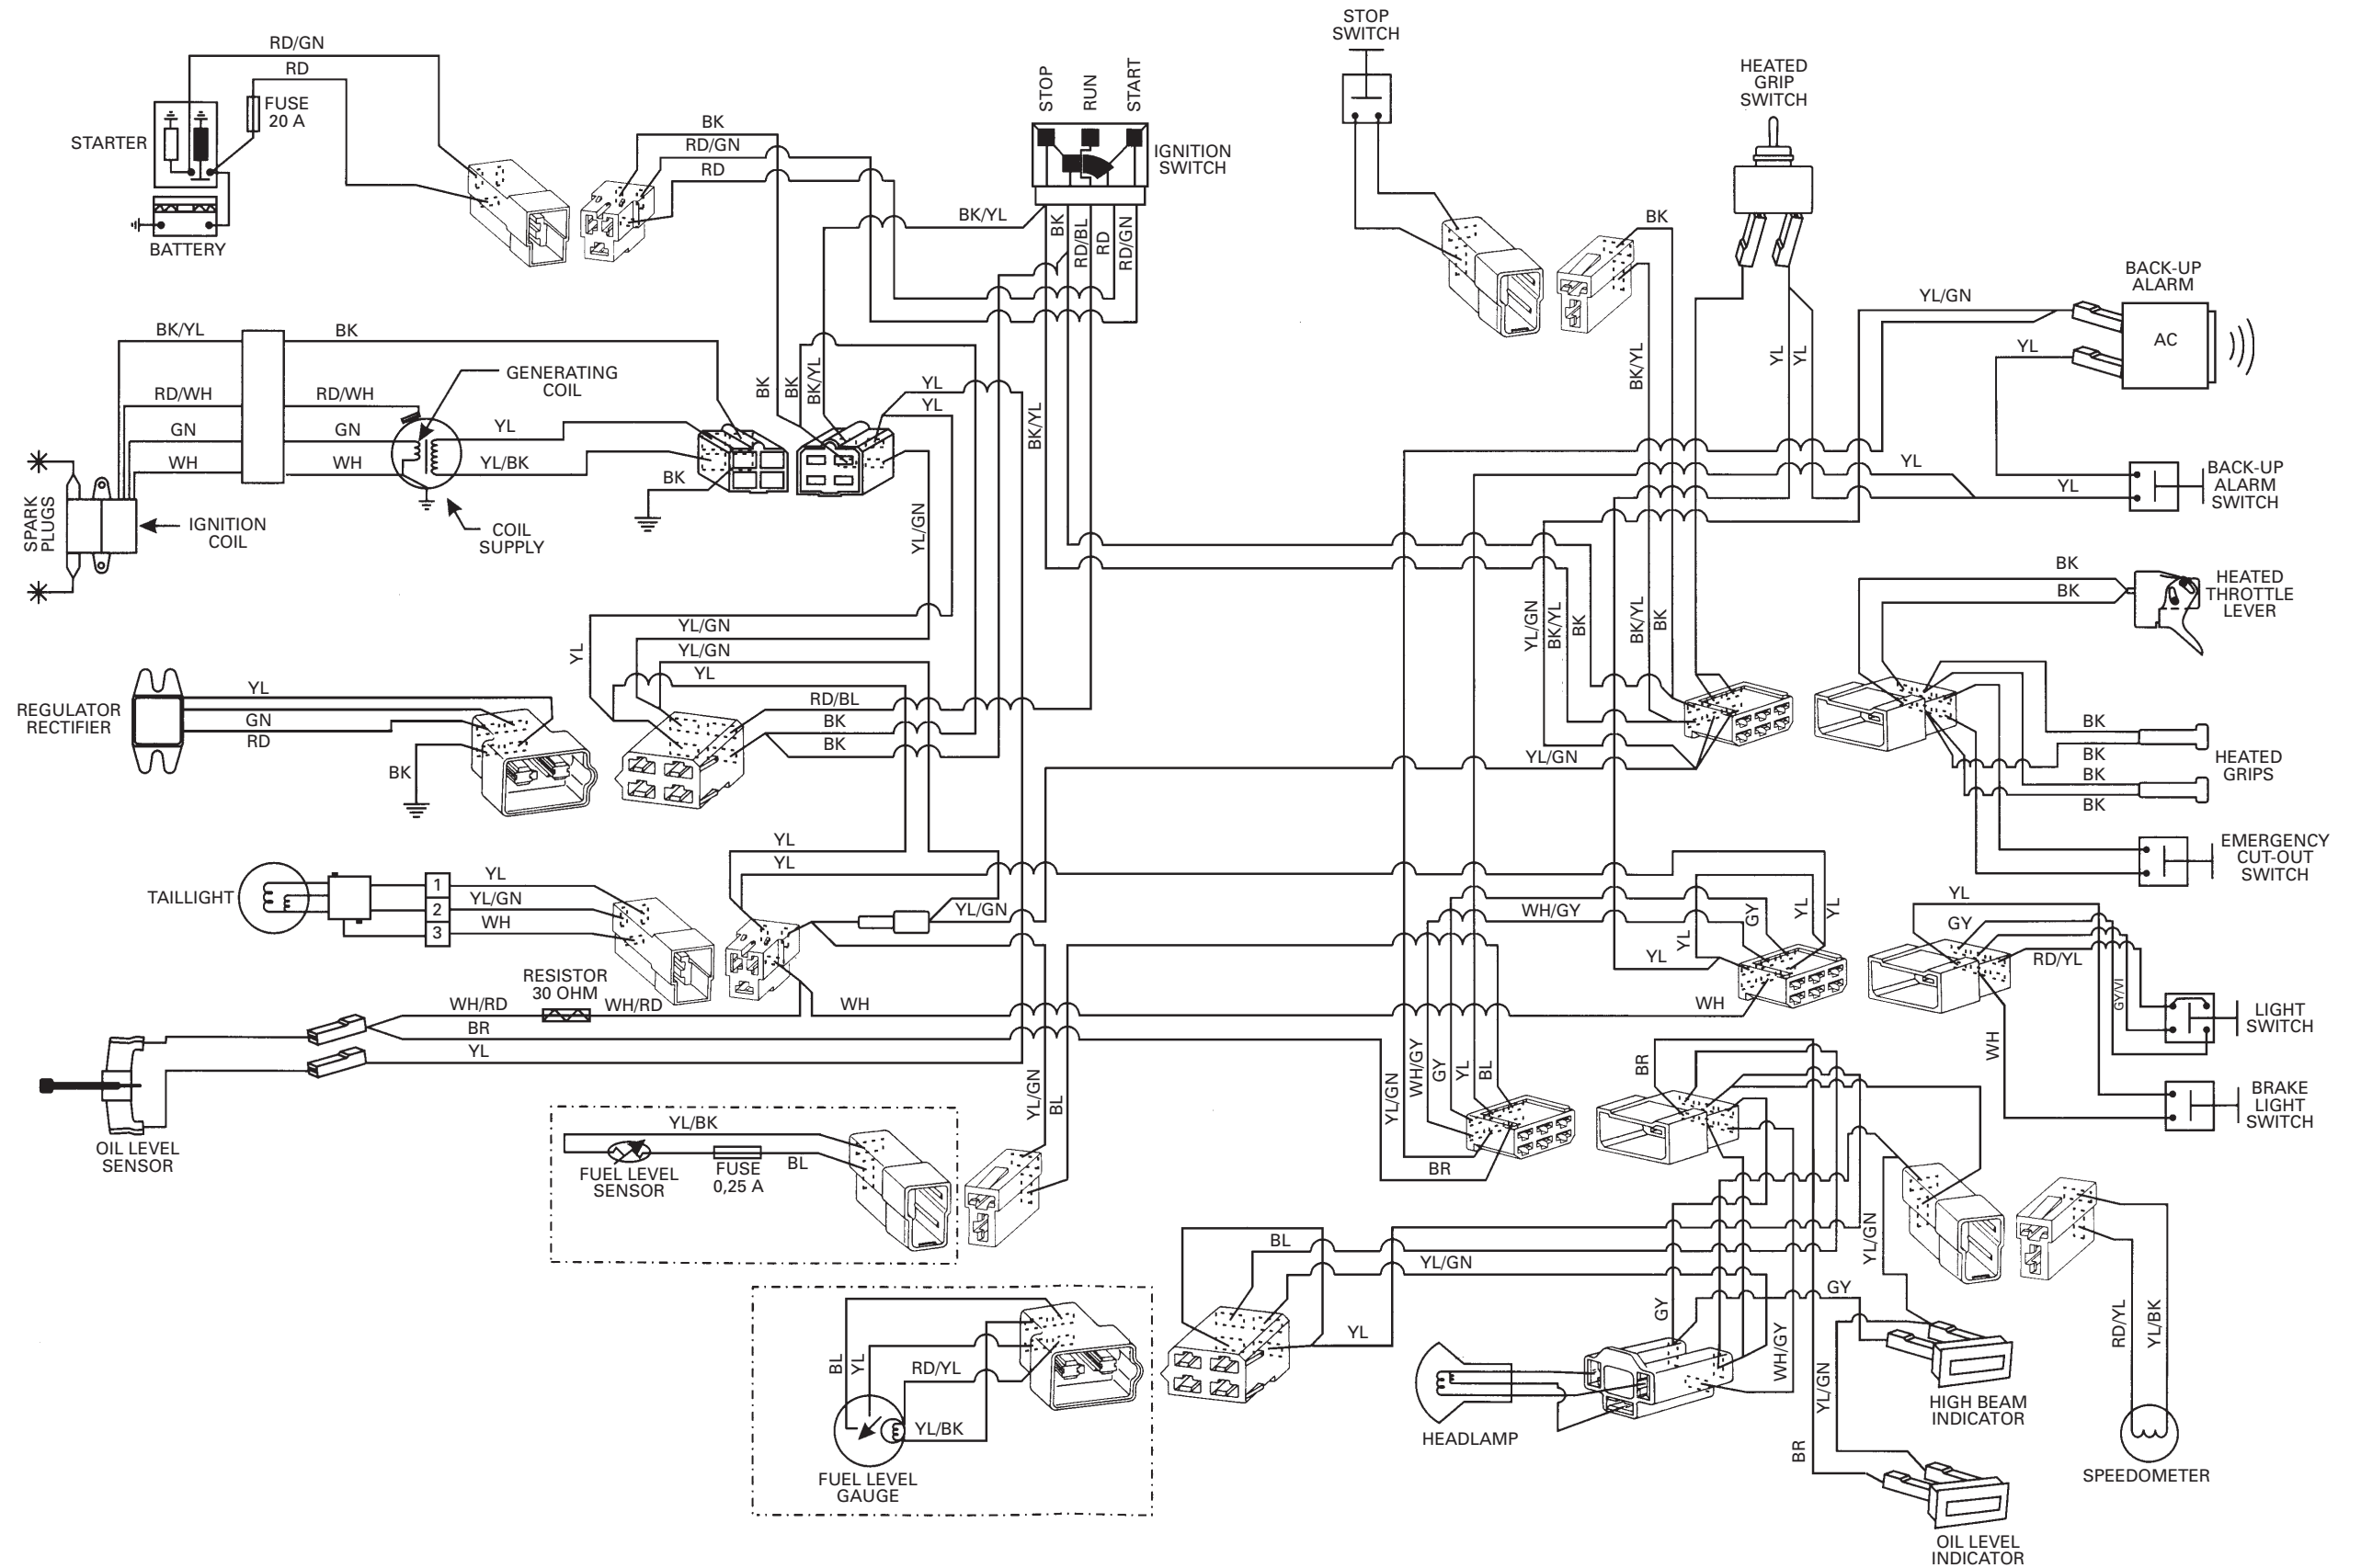 RD/GN
RD
FUSE
20 A
STARTER
BATTERY
BK
RD/GN
RD
STOP
RUN
START
IGNITION
SWITCH
BK/YL
BK
RD/BL
RD
RD/GN
STOP
SWITCH
HEATED
GRIP
SWITCH
BK
BACK-UP
ALARM
YL/GN
AC
YL
BK/YL
YL
YL
BK/YL
BK
RD/WH
RD/WH
GN
GN
WH
WH
GENERATING
COIL
YL
YL/BK
BK
COIL
SUPPLY
SPARK
PLUGS
IGNITION
COIL
BK
BK
BK/YL
YL
YL
BK/YL
YL/GN
YL
YL
BACK-UP
ALARM
SWITCH
BK
BK
HEATED
THROTTLE
LEVER
YL/GN
BK/YL
BK
BK/YL
BK
YL
YL/GN
YL/GN
YL
RD/BL
BK
BK
REGULATOR
RECTIFIER
YL
GN
RD
BK
YL/GN
BK
BK
BK
BK
HEATED
GRIPS
EMERGENCY
CUT-OUT
SWITCH
YL
YL
TAILLIGHT
1
2
3
YL
YL/GN
WH
YL/GN
WH/GY
GY
YL
YL
YL
YL
YL
GY
RD/YL
GY/VI
WH
LIGHT
SWITCH
BRAKE
LIGHT
SWITCH
RESISTOR
30 OHM
WH/RD
WH/RD
BR
YL
WH
WH
OIL LEVEL
SENSOR
YL/GN
BL
YL/GN
WH/GY
GY
YL
BL
BR
BR
YL/BK
FUEL LEVEL
SENSOR
FUSE
0,25 A
BL
BL
YL/GN
YL
BL
YL
RD/YL
YL/BK
FUEL LEVEL
GAUGE
GY
WH/GY
GY
YL/GN
YL/GN
BR
RD/YL
YL/BK
HEADLAMP
HIGH BEAM
INDICATOR
SPEEDOMETER
OIL LEVEL
INDICATOR